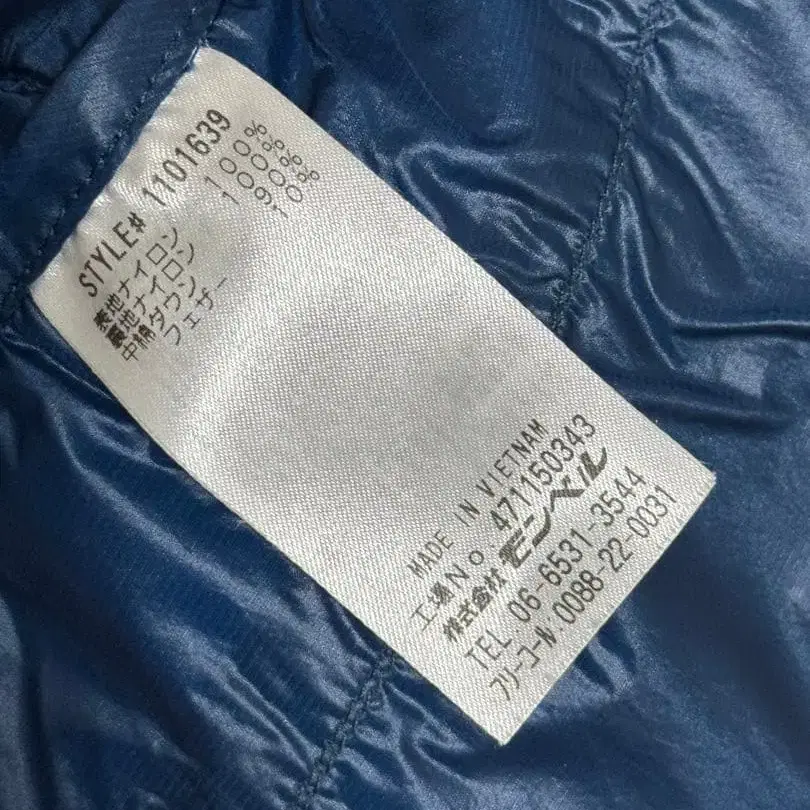 STYLE# 1101639
表地ナイロン 100%
裏地ナイロン 100%
中綿ダウン 90%
フェザー 10%
MADE IN VIETNAM
工場No 471150343
株式会社 モンベル
TEL 06-6531-3544
フリーコール:0088-22-0031